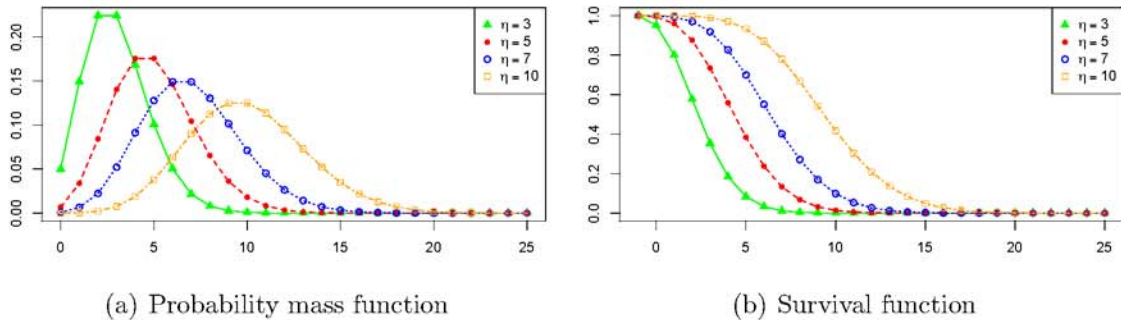 η = 3
η = 5
η = 7
η = 10
0.20
0.15
0.10
0.05
0.00
0 5 10 15 20 25
(a) Probability mass function
η = 3
η = 5
η = 7
η = 10
1.0
0.8
0.6
0.4
0.2
0.0
0 5 10 15 20 25
(b) Survival function